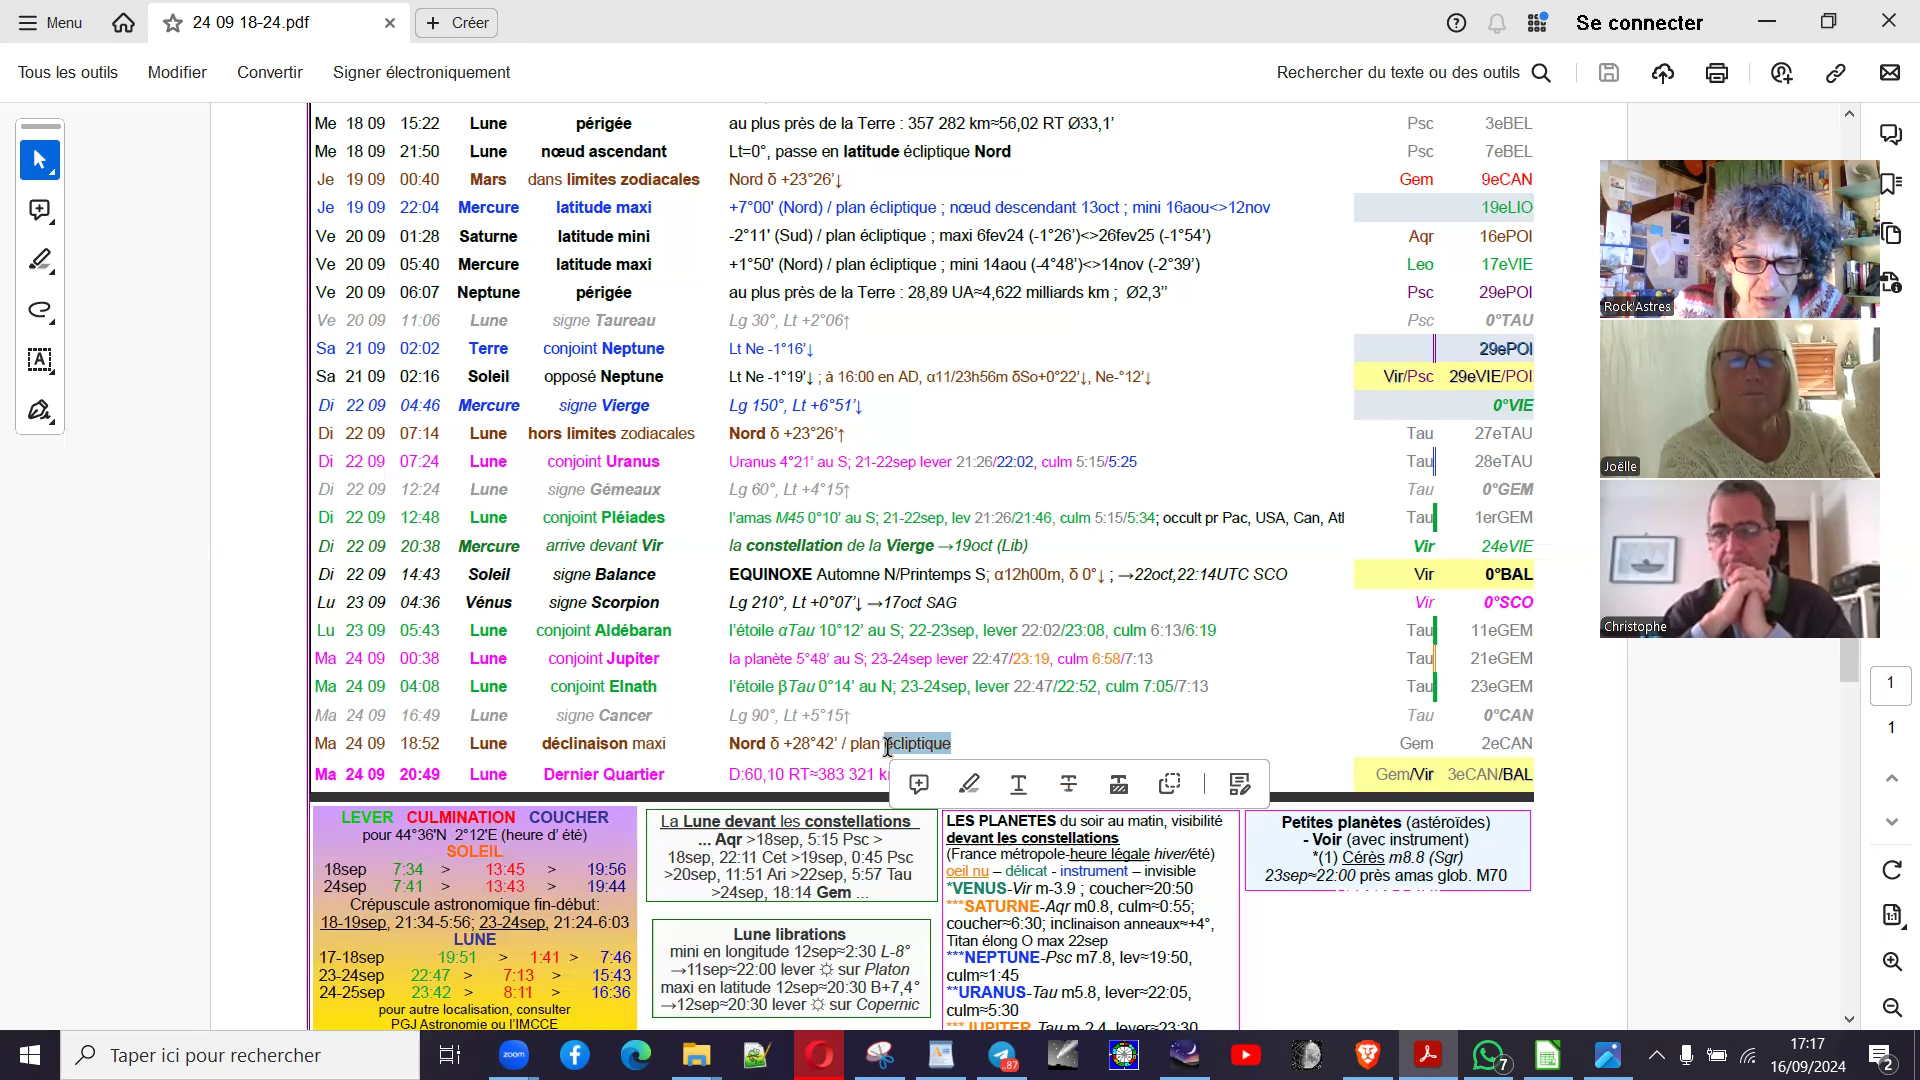 Menu
24 09 18-24.pdf
Créer
Se connecter
Tous les outils Modifier Convertir Signer électroniquement
Rechercher du texte ou des outils
Me 18 09 15:22 Lune périgée au plus près de la Terre : 357 282 km≈56,02 RT Ø33,1’ Psc 3eBEL
Me 18 09 21:50 Lune nœud ascendant Lt=0°, passe en latitude écliptique Nord Psc 7eBEL
Je 19 09 00:40 Mars dans limites zodiacales Nord δ +23°26’↓ Gem 9eCAN
Je 19 09 22:04 Mercure latitude maxi +7°00' (Nord) / plan écliptique ; nœud descendant 13oct ; mini 16aou<>12nov 19eLIO
Ve 20 09 01:28 Saturne latitude mini -2°11' (Sud) / plan écliptique ; maxi 6fev24 (-1°26’)<>26fev25 (-1°54’) Aqr 16ePOI
Ve 20 09 05:40 Mercure latitude maxi +1°50' (Nord) / plan écliptique ; mini 14aou (-4°48’)<>14nov (-2°39’) Leo 17eVIE
Ve 20 09 06:07 Neptune périgée au plus près de la Terre : 28,89 UA≈4,622 milliards km ; Ø2,3’’ Psc 29ePOI
Ve 20 09 11:06 Lune signe Taureau Lg 30°, Lt +2°06↑ Psc 0°TAU
Sa 21 09 02:02 Terre conjoint Neptune Lt Ne -1°16’↓ 29ePOI
Sa 21 09 02:16 Soleil opposé Neptune Lt Ne -1°19’↓ ; à 16:00 en AD, α11/23h56m δSo+0°22’↓, Ne-°12’↓ Vir/Psc 29eVIE/POI
Di 22 09 04:46 Mercure signe Vierge Lg 150°, Lt +6°51’↓ 0°VIE
Di 22 09 07:14 Lune hors limites zodiacales Nord δ +23°26’↑ Tau 27eTAU
Di 22 09 07:24 Lune conjoint Uranus Uranus 4°21’ au S; 21-22sep lever 21:26/22:02, culm 5:15/5:25 Tau 28eTAU
Di 22 09 12:24 Lune signe Gémeaux Lg 60°, Lt +4°15↑ Tau 0°GEM
Di 22 09 12:48 Lune conjoint Pléiades l’amas M45 0°10’ au S; 21-22sep, lev 21:26/21:46, culm 5:15/5:34; occult pr Pac, USA, Can, Atl Tau 1erGEM
Di 22 09 20:38 Mercure arrive devant Vir la constellation de la Vierge →19oct (Lib) Vir 24eVIE
Di 22 09 14:43 Soleil signe Balance EQUINOXE Automne N/Printemps S; α12h00m, δ 0°↓ ; →22oct,22:14UTC SCO Vir 0°BAL
Lu 23 09 04:36 Vénus signe Scorpion Lg 210°, Lt +0°07’↓ →17oct SAG Vir 0°SCO
Lu 23 09 05:43 Lune conjoint Aldébaran l’étoile αTau 10°12’ au S; 22-23sep, lever 22:02/23:08, culm 6:13/6:19 Tau 11eGEM
Ma 24 09 00:38 Lune conjoint Jupiter la planète 5°48’ au S; 23-24sep lever 22:47/23:19, culm 6:58/7:13 Tau 21eGEM
Ma 24 09 04:08 Lune conjoint Elnath l’étoile βTau 0°14’ au N; 23-24sep, lever 22:47/22:52, culm 7:05/7:13 Tau 23eGEM
Ma 24 09 16:49 Lune signe Cancer Lg 90°, Lt +5°15↑ Tau 0°CAN
Ma 24 09 18:52 Lune déclinaison maxi Nord δ +28°42’ / plan écliptique Gem 2eCAN
Ma 24 09 20:49 Lune Dernier Quartier D:60,10 RT≈383 321 Gem/Vir 3eCAN/BAL
LEVER CULMINATION COUCHER
pour 44°36'N 2°12'E (heure d’ été)
SOLEIL
18sep 7:34 > 13:45 > 19:56
24sep 7:41 > 13:43 > 19:44
Crépuscule astronomique fin-début:
18-19sep, 21:34-5:56; 23-24sep, 21:24-6:03
LUNE
17-18sep 19:51 > 1:41 > 7:46
23-24sep 22:47 > 7:13 > 15:43
24-25sep 23:42 > 8:11 > 16:36
pour autre localisation, consulter
PGJ Astronomie ou l’IMCCE
La Lune devant les constellations
... Aqr >18sep, 5:15 Psc >
18sep, 22:11 Cet >19sep, 0:45 Psc
>20sep, 11:51 Ari >22sep, 5:57 Tau
>24sep, 18:14 Gem ...
Lune librations
mini en longitude 12sep≈2:30 L-8°
→11sep≈22:00 lever ☼ sur Platon
maxi en latitude 12sep≈20:30 B+7,4°
→12sep≈20:30 lever ☼ sur Copernic
LES PLANETES du soir au matin, visibilité
devant les constellations
(France métropole-heure légale hiver/été)
oeil nu – délicat - instrument – invisible
*VENUS-Vir m-3.9 ; coucher≈20:50
***SATURNE-Aqr m0.8, culm≈0:55;
coucher≈6:30; inclinaison anneaux≈+4°,
Titan élong O max 22sep
***NEPTUNE-Psc m7.8, lev≈19:50,
culm≈1:45
**URANUS-Tau m5.8, lever≈22:05,
culm≈5:30
***JUPITER-Tau m-2.4, lever≈23:30
Petites planètes (astéroïdes)
- Voir (avec instrument)
*(1) Cérès m8.8 (Sgr)
23sep≈22:00 près amas glob. M70
Rock'Astres
Joëlle
Christophe
1
1
Taper ici pour rechercher
zoom
87
7
17:17
16/09/2024
2